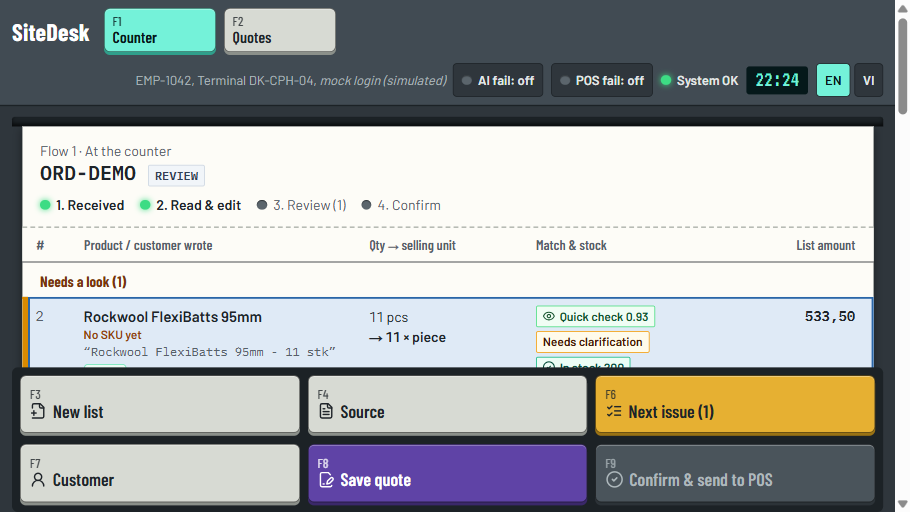 SiteDesk
F1
Counter
F2
Quotes
EMP-1042, Terminal DK-CPH-04, mock login (simulated)
AI fail: off
POS fail: off
System OK
22:24
EN
VI
Flow 1 · At the counter
ORD-DEMO
REVIEW
1. Received
2. Read & edit
3. Review (1)
4. Confirm
# Product / customer wrote Qty → selling unit Match & stock List amount
Needs a look (1)
2 Rockwool FlexiBatts 95mm 11 pcs Quick check 0.93 533,50
No SKU yet → 11 × piece Needs clarification
“Rockwool FlexiBatts 95mm - 11 stk”
F3
New list
F4
Source
F6
Next issue (1)
F7
Customer
F8
Save quote
F9
Confirm & send to POS